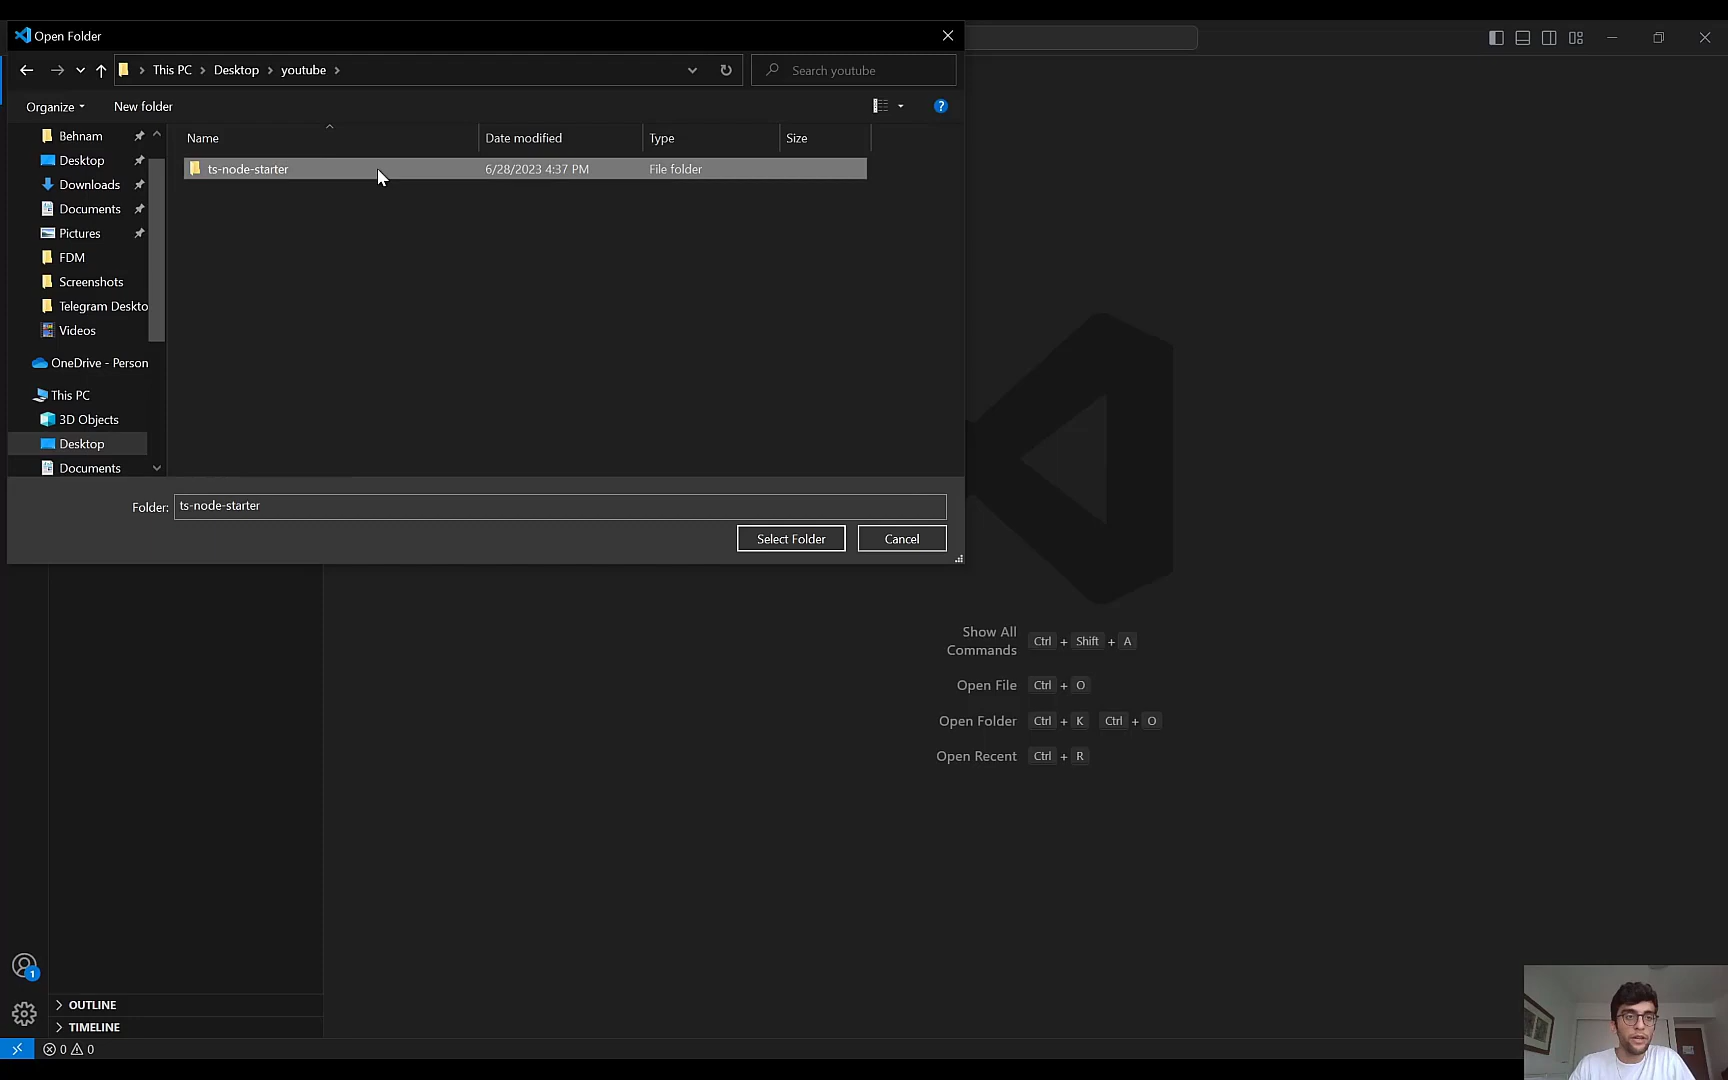 Open Folder
This PC > Desktop > youtube >
Search youtube
Organize
New folder
?
Behnam
Desktop
Downloads
Documents
Pictures
FDM
Screenshots
Telegram Deskto
Videos
OneDrive - Person
This PC
3D Objects
Desktop
Documents
Name Date modified Type Size
ts-node-starter 6/28/2023 4:37 PM File folder
Folder: ts-node-starter
Select Folder Cancel
Show All Commands Ctrl + Shift + A
Open File Ctrl + O
Open Folder Ctrl + K Ctrl + O
Open Recent Ctrl + R
1
OUTLINE
TIMELINE
0 0